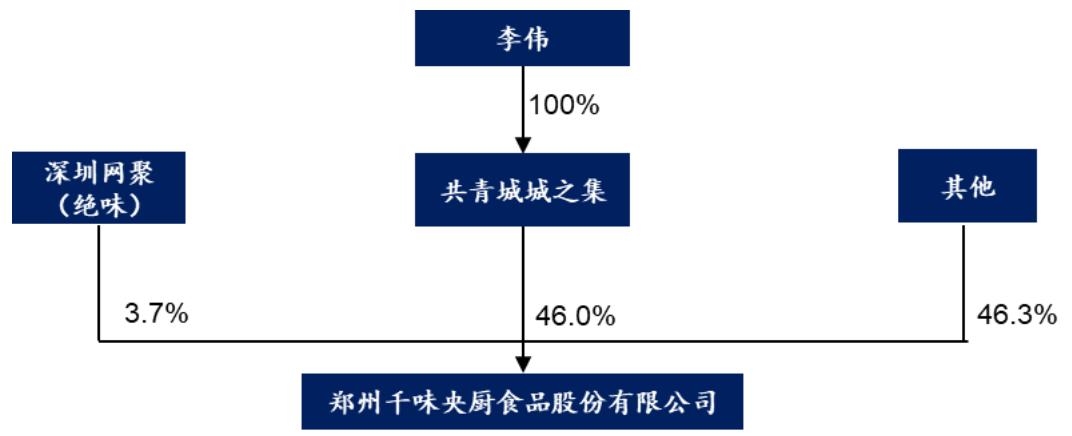 李伟
100%
深圳网聚
（绝味）
共青城城之集
其他
3.7%
46.0%
46.3%
郑州千味央厨食品股份有限公司